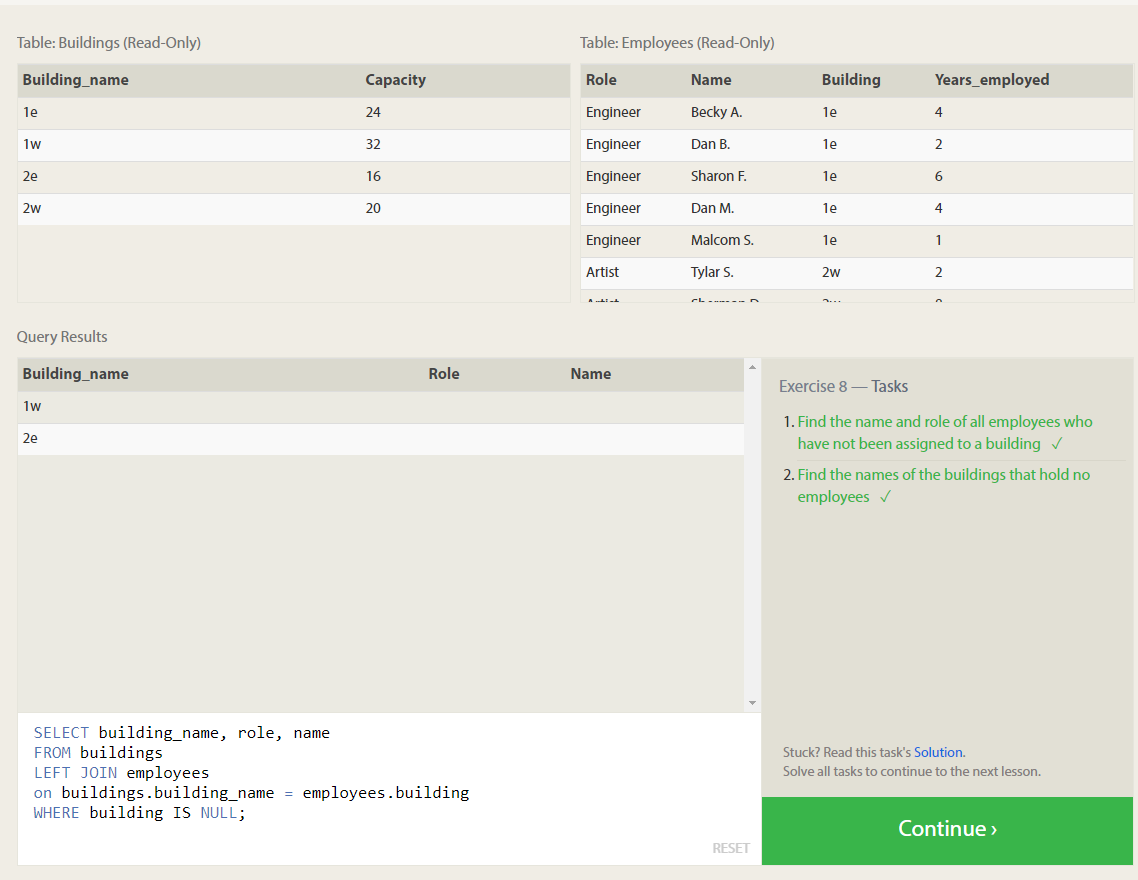 Table: Buildings (Read-Only)
Building_name Capacity
1e 24
1w 32
2e 16
2w 20
Table: Employees (Read-Only)
Role Name Building Years_employed
Engineer Becky A. 1e 4
Engineer Dan B. 1e 2
Engineer Sharon F. 1e 6
Engineer Dan M. 1e 4
Engineer Malcom S. 1e 1
Artist Tylar S. 2w 2
Query Results
Building_name Role Name
1w
2e
SELECT building_name, role, name
FROM buildings
LEFT JOIN employees
on buildings.building_name = employees.building
WHERE building IS NULL;
RESET
Exercise 8 — Tasks
1. Find the name and role of all employees who
have not been assigned to a building ✓
2. Find the names of the buildings that hold no
employees ✓
Stuck? Read this task's Solution.
Solve all tasks to continue to the next lesson.
Continue ›